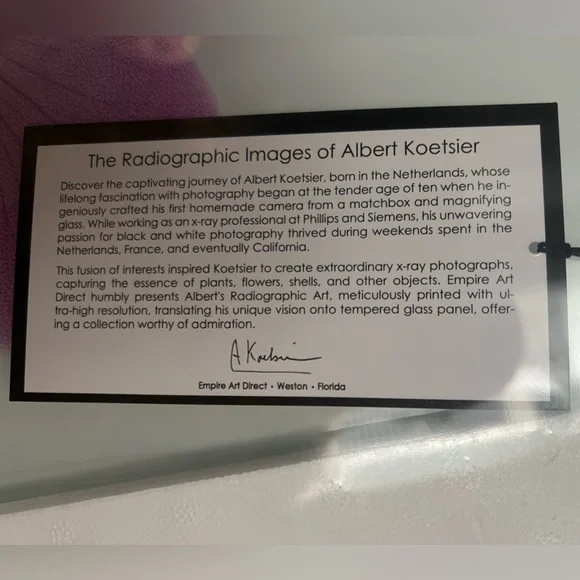 The Radiographic Images of Albert Koetsier
Discover the captivating journey of Albert Koetsier, born in the Netherlands, whose
lifelong fascination with photography began at the tender age of ten when he in-
geniously crafted his first homemade camera from a matchbox and magnifying
glass. While working as an x-ray professional at Phillips and Siemens, his unwavering
passion for black and white photography thrived during weekends spent in the
Netherlands, France, and eventually California.
This fusion of interests inspired Koetsier to create extraordinary x-ray photographs,
capturing the essence of plants, flowers, shells, and other objects. Empire Art
Direct humbly presents Albert's Radiographic Art, meticulously printed with ul-
tra-high resolution, translating his unique vision onto tempered glass panel, offer-
ing a collection worthy of admiration.
Empire Art Direct • Weston • Florida